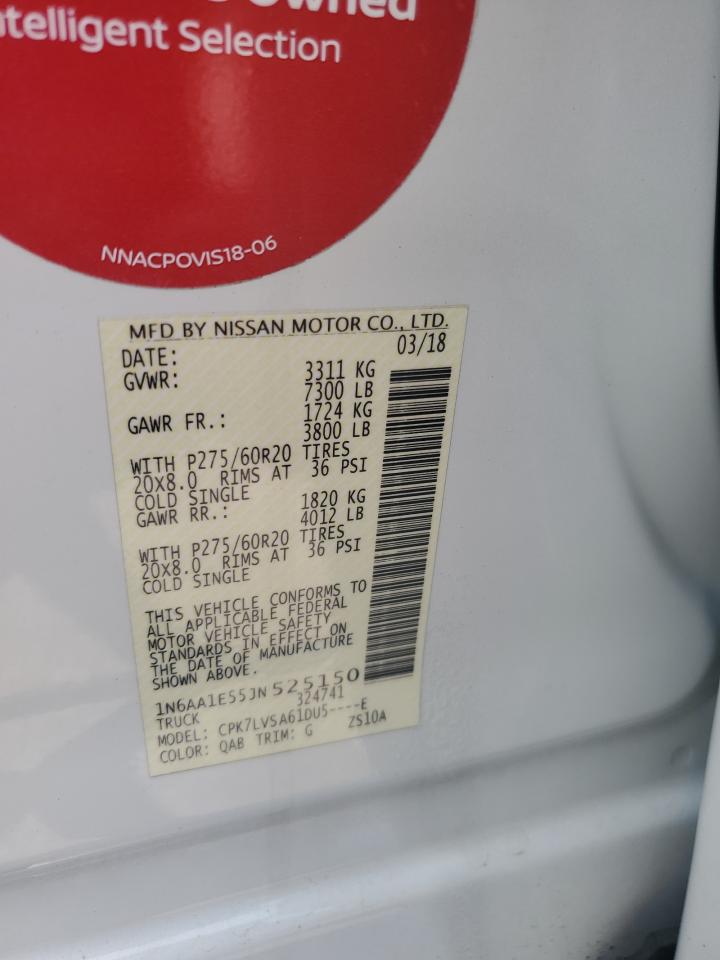 Owned
ntelligent Selection
NNACPOVIS18-06
MFD BY NISSAN MOTOR CO., LTD.
DATE: 03/18
GVWR: 3311 KG
7300 LB
GAWR FR.: 1724 KG
3800 LB
WITH P275/60R20 TIRES
20X8.0 RIMS AT 36 PSI
COLD SINGLE
GAWR RR.: 1820 KG
4012 LB
WITH P275/60R20 TIRES
20X8.0 RIMS AT 36 PSI
COLD SINGLE
THIS VEHICLE CONFORMS TO
ALL APPLICABLE FEDERAL
MOTOR VEHICLE SAFETY
STANDARDS IN EFFECT ON
THE DATE OF MANUFACTURE
SHOWN ABOVE.
1N6AA1E55JN525150
TRUCK 324741
MODEL: CPK7LVSA61DU5----E
COLOR: QAB TRIM: G ZS10A